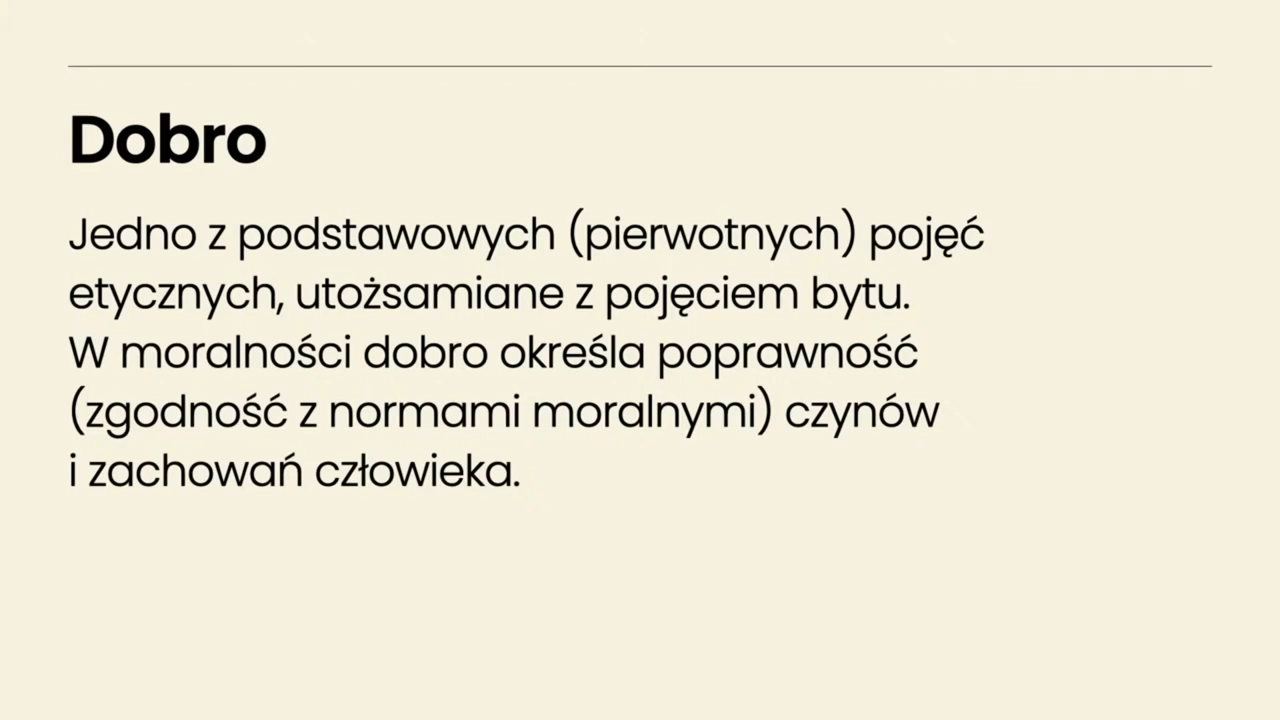 Dobro
Jedno z podstawowych (pierwotnych) pojęć
etycznych, utożsamiane z pojęciem bytu.
W moralności dobro określa poprawność
(zgodność z normami moralnymi) czynów
i zachowań człowieka.